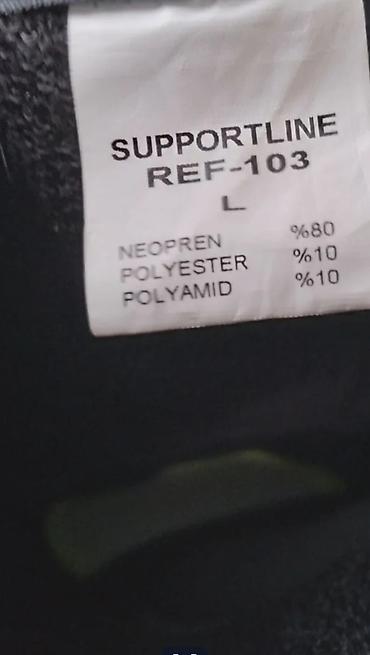 SUPPORTLINE
REF-103
L
NEOPREN %80
POLYESTER %10
POLYAMID %10